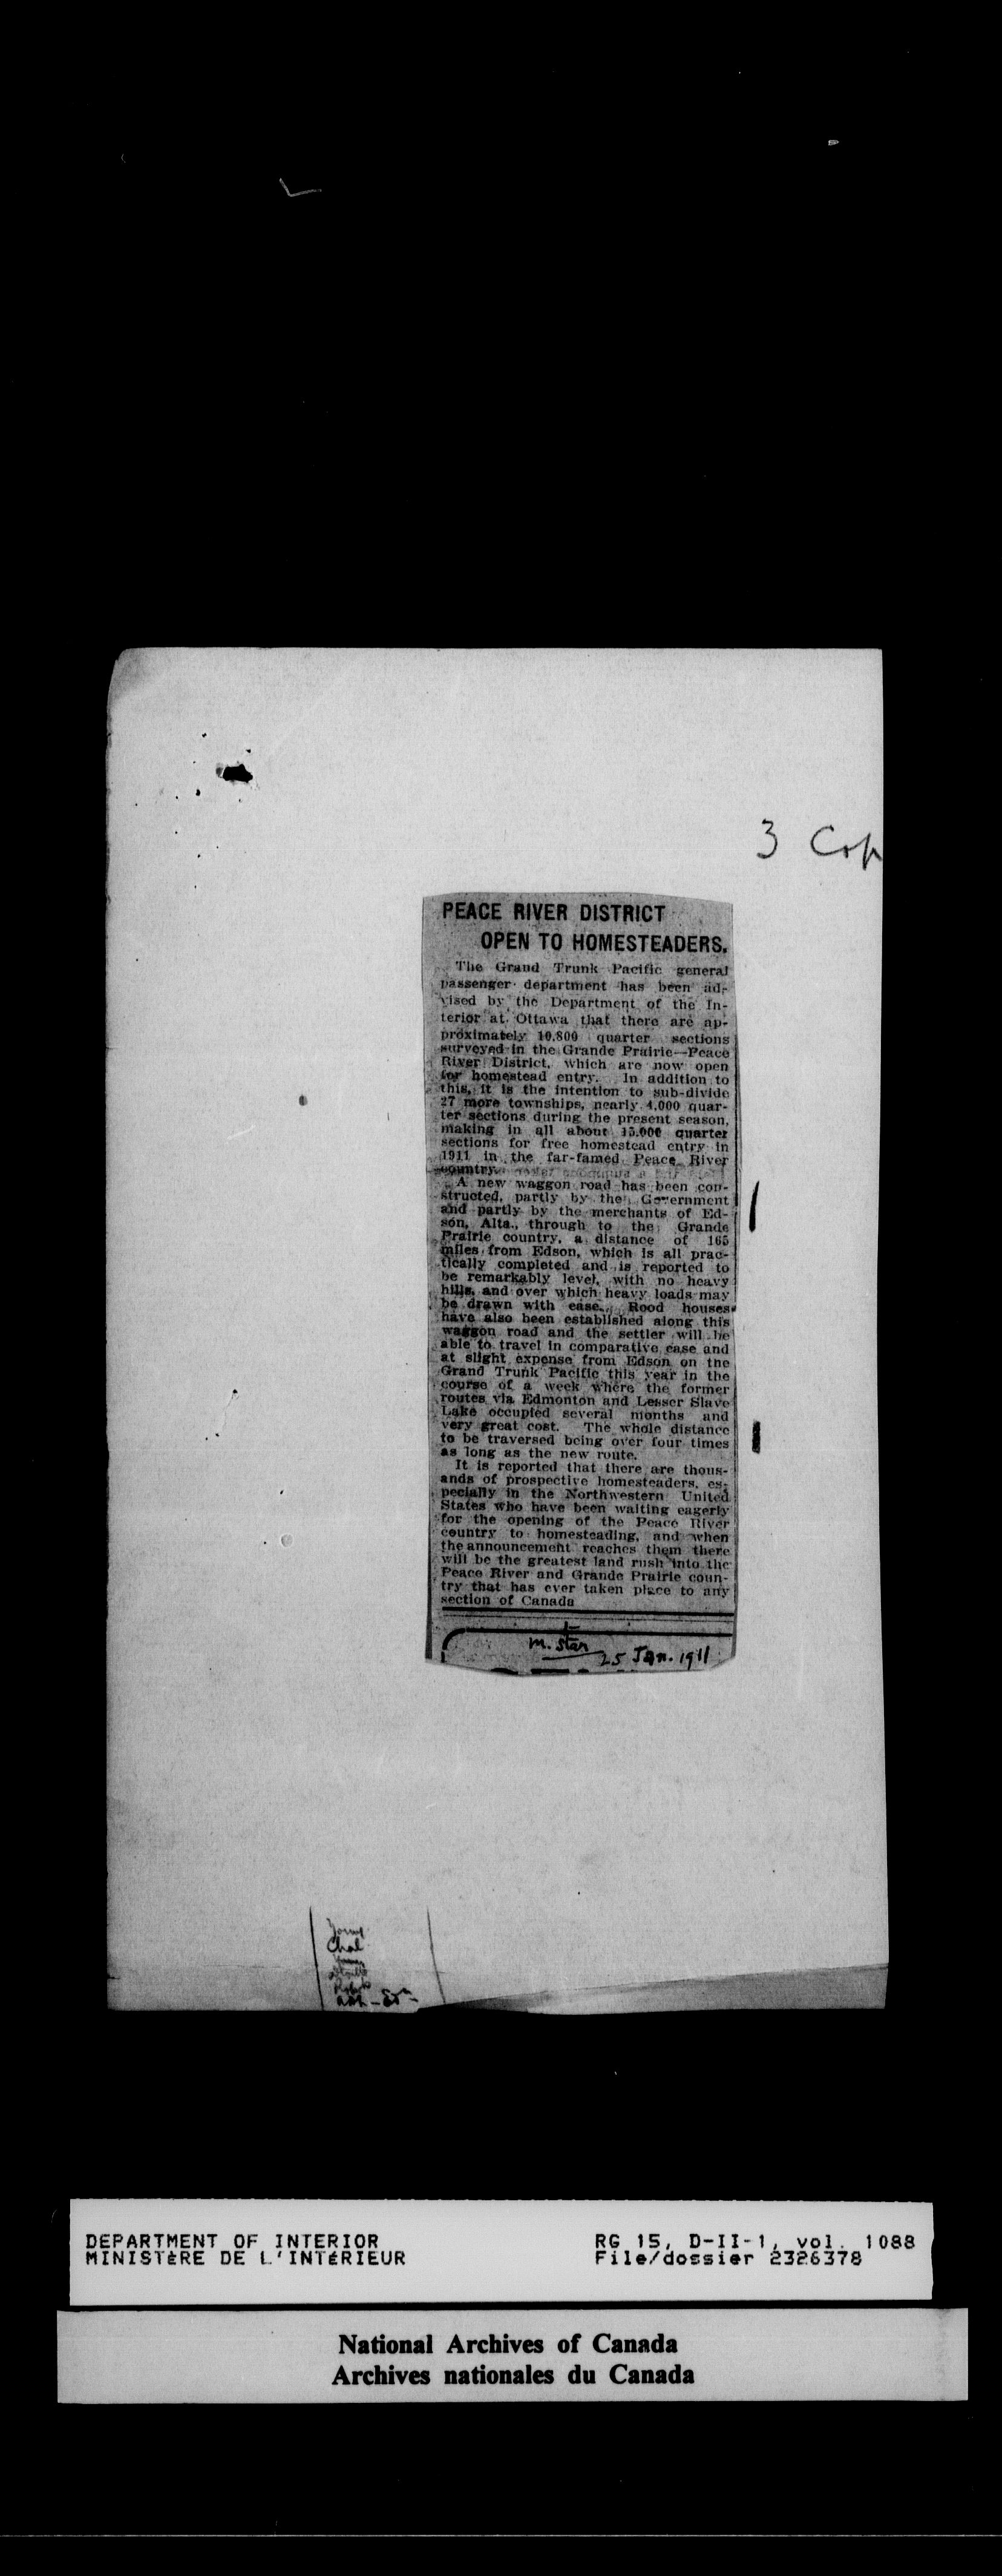 3 Cop
PEACE RIVER DISTRICT
OPEN TO HOMESTEADERS.
The Grand Trunk Pacific general
passenger department has been ad-
vised by the Department of the In-
terior at Ottawa that there are ap-
proximately 10,800 quarter sections
surveyed in the Grande Prairie—Peace
River District, which are now open
for homestead entry. In addition to
this, it is the intention to sub-divide
27 more townships, nearly 4,000 quar-
ter sections during the present season,
making in all about 15,000 quarter
sections for free homestead entry in
1911 in the far-famed Peace River
country.
A new waggon road has been con-
structed, partly by the Government
and partly by the merchants of Ed-
son, Alta., through to the Grande
Prairie country, a distance of 165
miles from Edson, which is all prac-
tically completed and is reported to
be remarkably level, with no heavy
hills, and over which heavy loads may
be drawn with ease. Rood houses
have also been established along this
waggon road and the settler will be
able to travel in comparative ease and
at slight expense from Edson on the
Grand Trunk Pacific this year in the
course of a week where the former
routes via Edmonton and Lesser Slave
Lake occupied several months and
very great cost. The whole distance
to be traversed being over four times
as long as the new route.
It is reported that there are thous-
ands of prospective homesteaders, es-
pecially in the Northwestern United
States who have been waiting eagerly
for the opening of the Peace River
country to homesteading, and when
the announcement reaches them there
will be the greatest land rush into the
Peace River and Grande Prairie coun-
try that has ever taken place to any
section of Canada
M. Star
25 Jan. 1911
DEPARTMENT OF INTERIOR
MINISTÈRE DE L'INTÉRIEUR
RG 15, D-II-1, vol. 1088
File/dossier 2326378
National Archives of Canada
Archives nationales du Canada